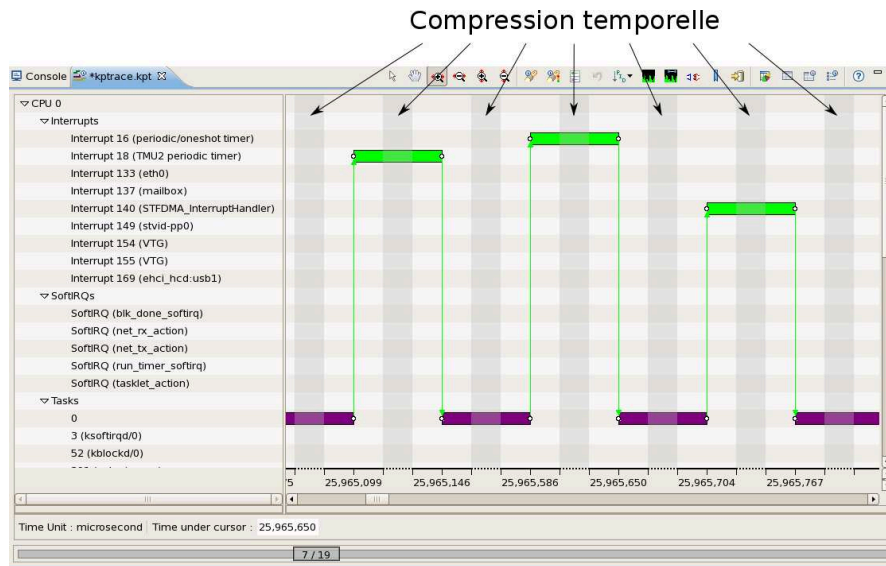 Compression temporelle
Console *kptrace.kpt
CPU 0
Interrupts
Interrupt 16 (periodic/oneshot timer)
Interrupt 18 (TMU2 periodic timer)
Interrupt 133 (eth0)
Interrupt 137 (mailbox)
Interrupt 140 (STFDMA_InterruptHandler)
Interrupt 149 (stvid-pp0)
Interrupt 154 (VTG)
Interrupt 155 (VTG)
Interrupt 169 (ehci_hcd:usb1)
SoftIRQs
SoftIRQ (blk_done_softirq)
SoftIRQ (net_rx_action)
SoftIRQ (net_tx_action)
SoftIRQ (run_timer_softirq)
SoftIRQ (tasklet_action)
Tasks
0
3 (ksoftirqd/0)
52 (kblockd/0)
25,965,099 25,965,146 25,965,586 25,965,650 25,965,704 25,965,767
Time Unit : microsecond Time under cursor : 25,965,650
7 / 19